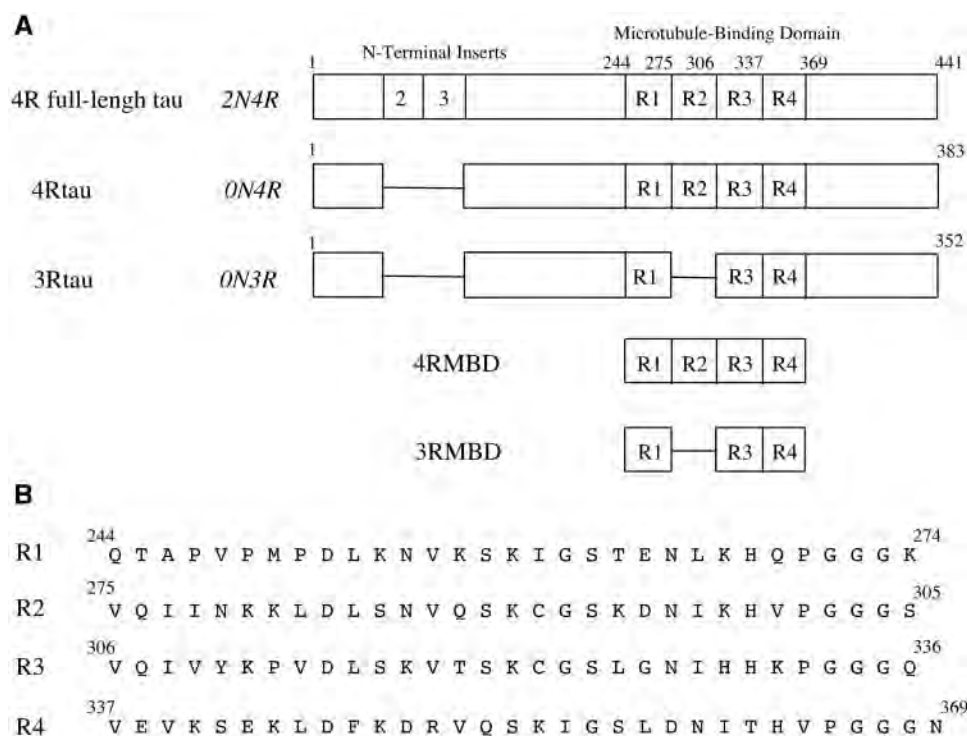 A
Microtubule-Binding Domain
N-Terminal Inserts
1 244 275 306 337 369 441
4R full-lengh tau 2N4R 2 3 R1 R2 R3 R4
1 383
4Rtau 0N4R R1 R2 R3 R4
1 352
3Rtau 0N3R R1 R3 R4
4RMBD R1 R2 R3 R4
3RMBD R1 R3 R4
B
244 274
R1 Q T A P V P M P D L K N V K S K I G S T E N L K H Q P G G G K
275 305
R2 V Q I I N K K L D L S N V Q S K C G S K D N I K H V P G G G S
306 336
R3 V Q I V Y K P V D L S K V T S K C G S L G N I H H K P G G G Q
337 369
R4 V E V K S E K L D F K D R V Q S K I G S L D N I T H V P G G G N